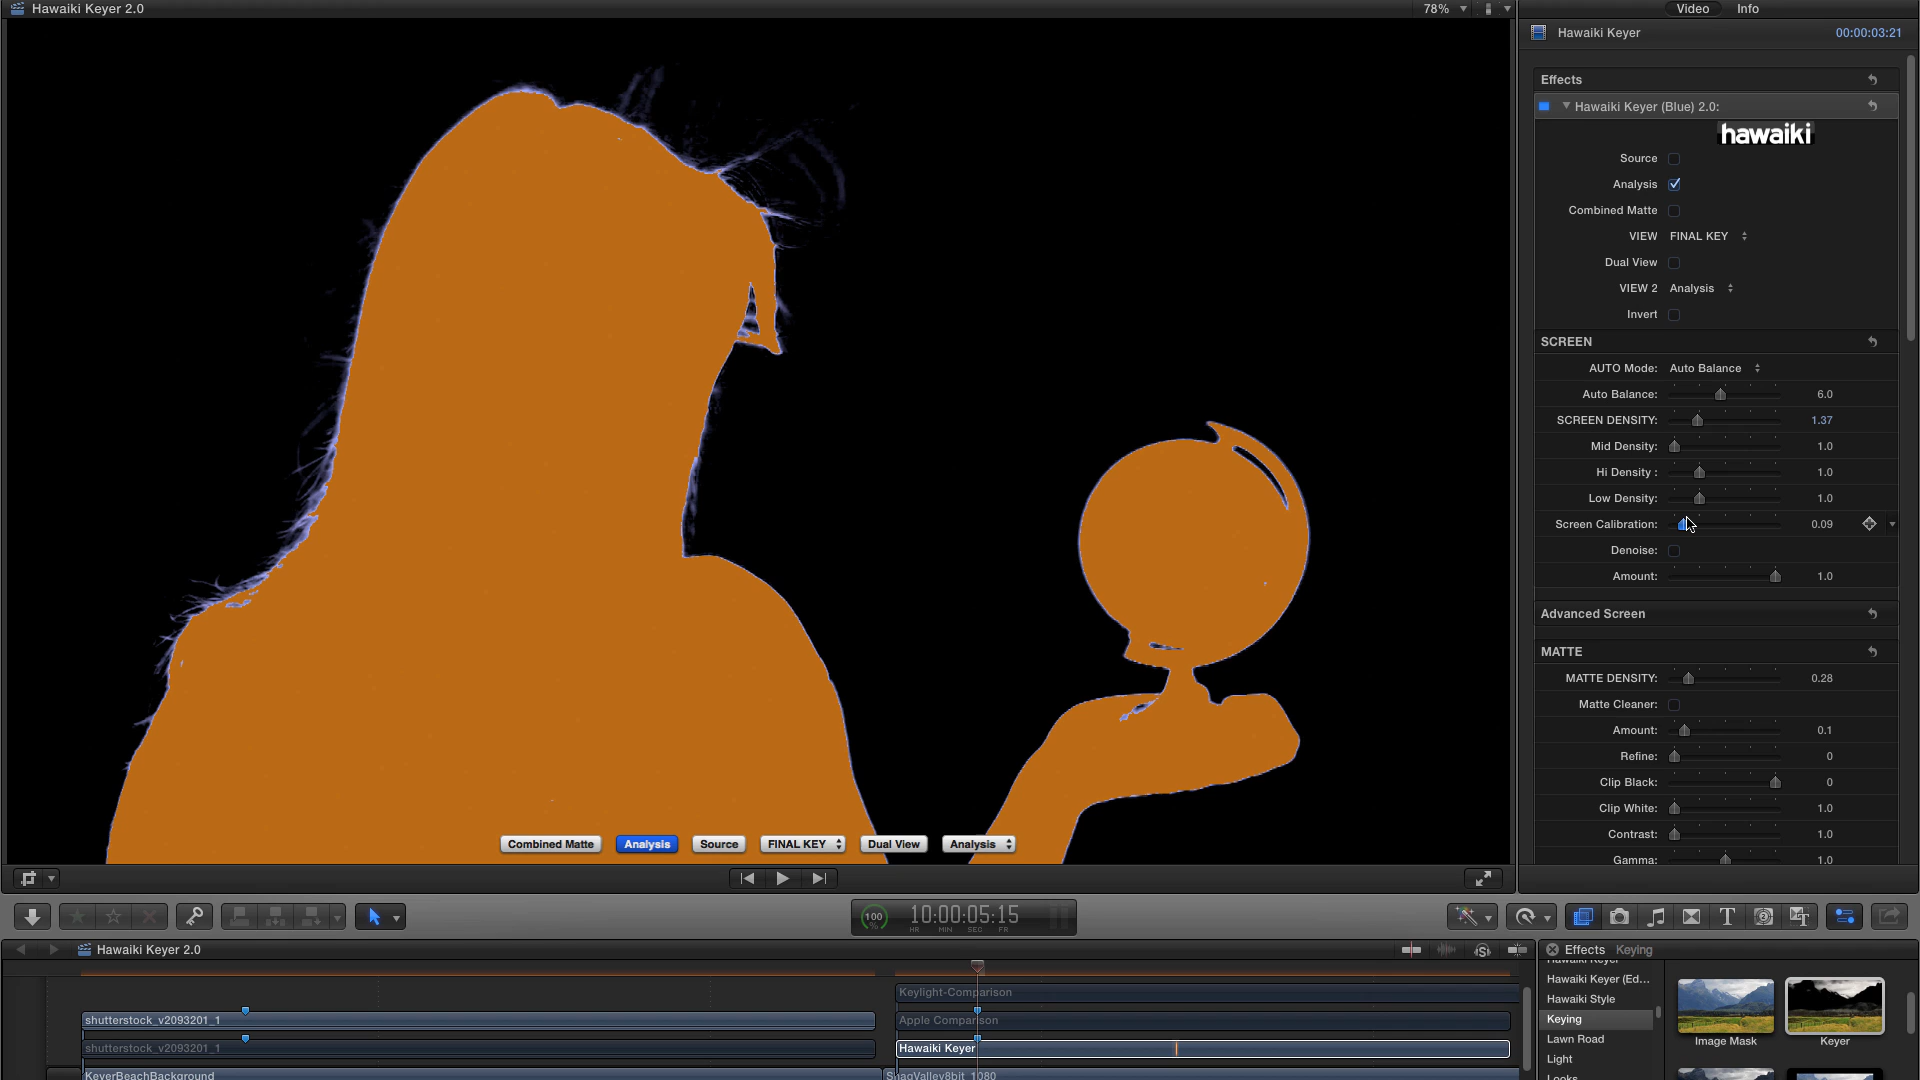 Hawaiki Keyer 2.0
78%
Video
Info
Hawaiki Keyer
00:00:03:21
Effects
Hawaiki Keyer (Blue) 2.0:
hawaiki
Source
Analysis
Combined Matte
VIEW FINAL KEY
Dual View
VIEW 2 Analysis
Invert
SCREEN
AUTO Mode: Auto Balance
Auto Balance: 6.0
SCREEN DENSITY: 1.37
Mid Density: 1.0
Hi Density : 1.0
Low Density: 1.0
Screen Calibration: 0.09
Denoise:
Amount: 1.0
Advanced Screen
MATTE
MATTE DENSITY: 0.28
Matte Cleaner:
Amount: 0.1
Refine: 0
Clip Black: 0
Clip White: 1.0
Contrast: 1.0
Gamma: 1.0
Combined Matte Analysis Source FINAL KEY Dual View Analysis
100 %
10:00:05:15
HR MIN SEC FR
Hawaiki Keyer 2.0
Effects Keying
Keylight-Comparison
shutterstock_v2093201_1
Apple Comparison
shutterstock_v2093201_1
Hawaiki Keyer
KeyerBeachBackground
SnagValley8bit_1080
Hawaiki Keyer
Hawaiki Keyer (Ed...
Hawaiki Style
Keying
Lawn Road
Light
Looks
Image Mask
Keyer